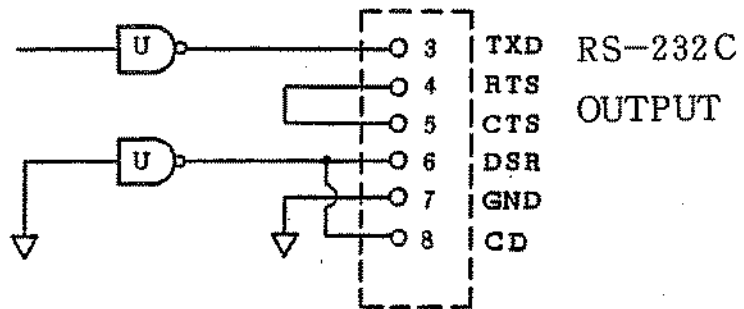 U 3 TXD RS-232C
4 RTS
OUTPUT
5 CTS
U 6 DSR
7 GND
8 CD